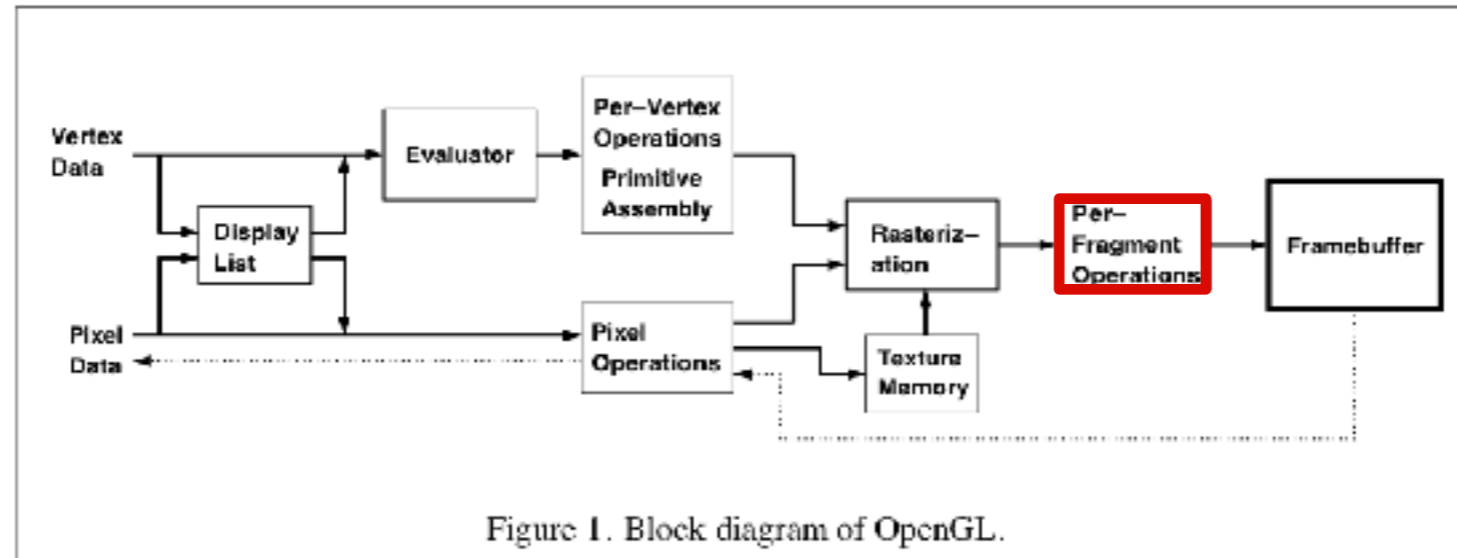 Vertex
Data
Evaluator
Per-Vertex
Operations
Primitive
Assembly
Display
List
Rasteriz-
ation
Per-
Fragment
Operations
Framebuffer
Pixel
Data
Pixel
Operations
Texture
Memory
Figure 1. Block diagram of OpenGL.